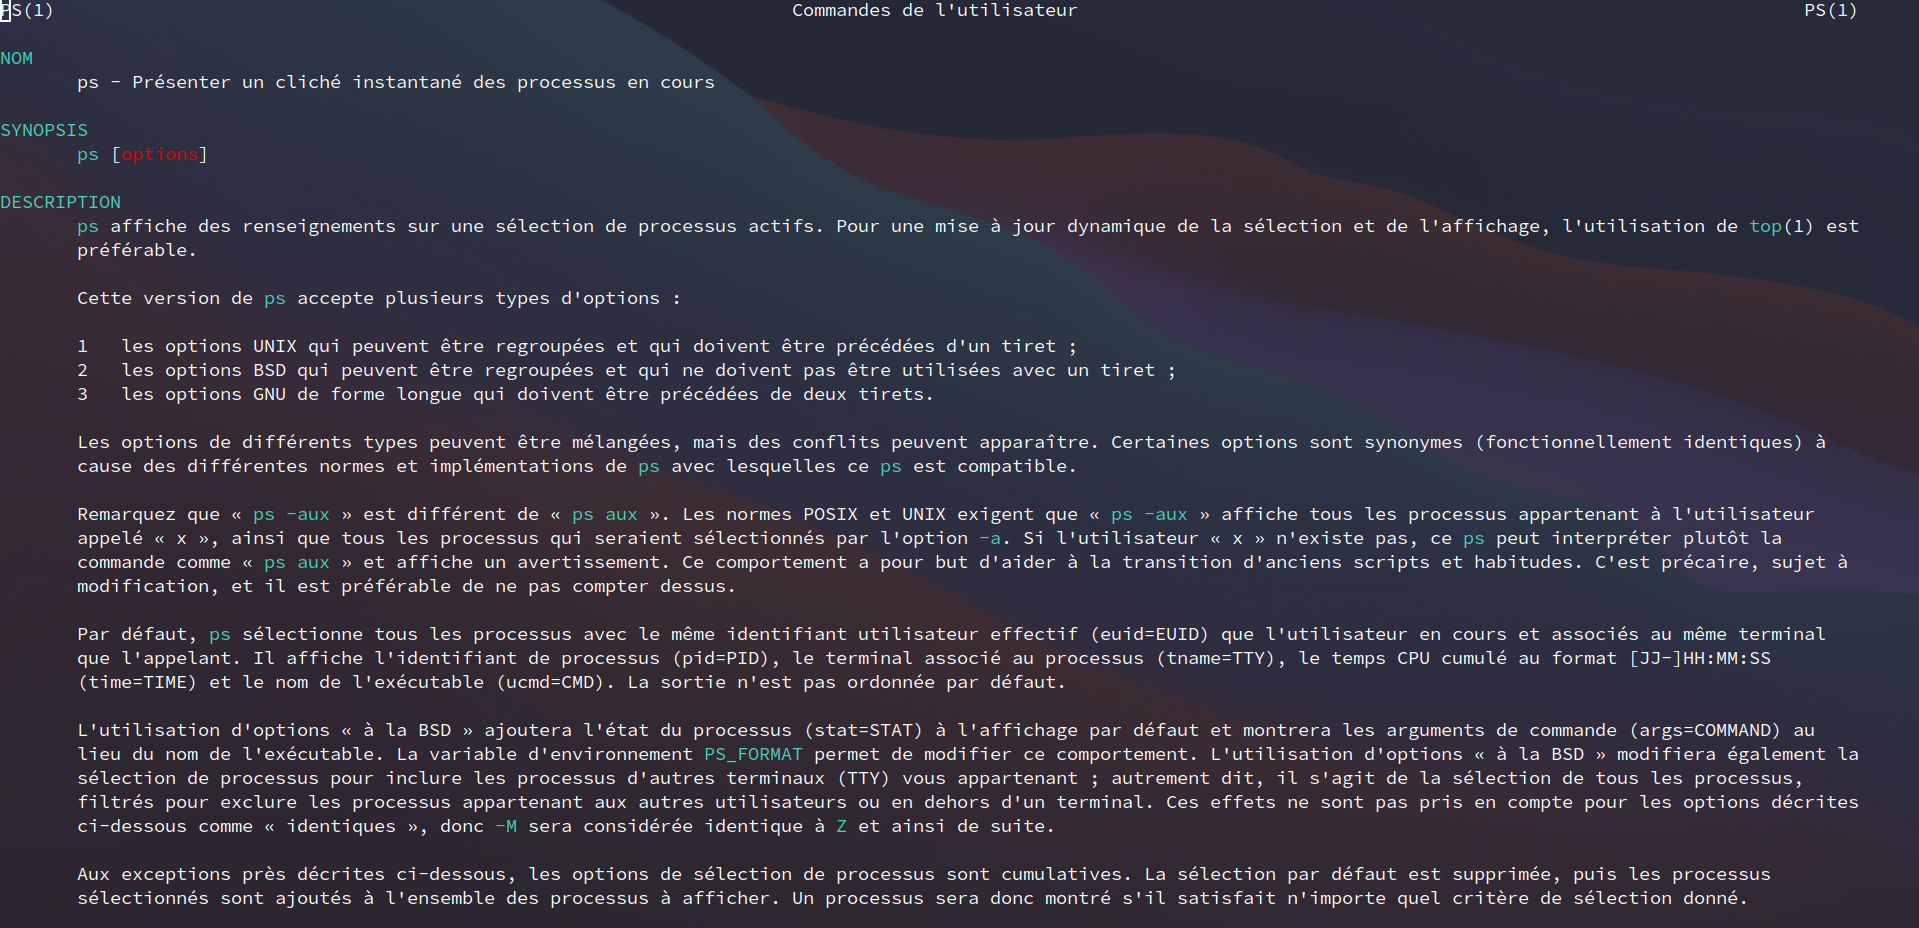 PS(1) Commandes de l'utilisateur PS(1)
NOM
ps - Présenter un cliché instantané des processus en cours
SYNOPSIS
ps [options]
DESCRIPTION
ps affiche des renseignements sur une sélection de processus actifs. Pour une mise à jour dynamique de la sélection et de l'affichage, l'utilisation de top(1) est
préférable.
Cette version de ps accepte plusieurs types d'options :
1 les options UNIX qui peuvent être regroupées et qui doivent être précédées d'un tiret ;
2 les options BSD qui peuvent être regroupées et qui ne doivent pas être utilisées avec un tiret ;
3 les options GNU de forme longue qui doivent être précédées de deux tirets.
Les options de différents types peuvent être mélangées, mais des conflits peuvent apparaître. Certaines options sont synonymes (fonctionnellement identiques) à
cause des différentes normes et implémentations de ps avec lesquelles ce ps est compatible.
Remarquez que « ps -aux » est différent de « ps aux ». Les normes POSIX et UNIX exigent que « ps -aux » affiche tous les processus appartenant à l'utilisateur
appelé « x », ainsi que tous les processus qui seraient sélectionnés par l'option -a. Si l'utilisateur « x » n'existe pas, ce ps peut interpréter plutôt la
commande comme « ps aux » et affiche un avertissement. Ce comportement a pour but d'aider à la transition d'anciens scripts et habitudes. C'est précaire, sujet à
modification, et il est préférable de ne pas compter dessus.
Par défaut, ps sélectionne tous les processus avec le même identifiant utilisateur effectif (euid=EUID) que l'utilisateur en cours et associés au même terminal
que l'appelant. Il affiche l'identifiant de processus (pid=PID), le terminal associé au processus (tname=TTY), le temps CPU cumulé au format [JJ-]HH:MM:SS
(time=TIME) et le nom de l'exécutable (ucmd=CMD). La sortie n'est pas ordonnée par défaut.
L'utilisation d'options « à la BSD » ajoutera l'état du processus (stat=STAT) à l'affichage par défaut et montrera les arguments de commande (args=COMMAND) au
lieu du nom de l'exécutable. La variable d'environnement PS_FORMAT permet de modifier ce comportement. L'utilisation d'options « à la BSD » modifiera également la
sélection de processus pour inclure les processus d'autres terminaux (TTY) vous appartenant ; autrement dit, il s'agit de la sélection de tous les processus,
filtrés pour exclure les processus appartenant aux autres utilisateurs ou en dehors d'un terminal. Ces effets ne sont pas pris en compte pour les options décrites
ci-dessous comme « identiques », donc -M sera considérée identique à Z et ainsi de suite.
Aux exceptions près décrites ci-dessous, les options de sélection de processus sont cumulatives. La sélection par défaut est supprimée, puis les processus
sélectionnés sont ajoutés à l'ensemble des processus à afficher. Un processus sera donc montré s'il satisfait n'importe quel critère de sélection donné.